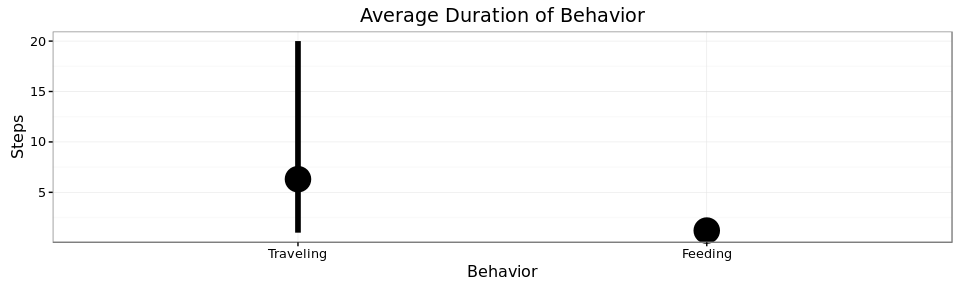 Average Duration of Behavior
20
15
10
5
Steps
Traveling Feeding
Behavior